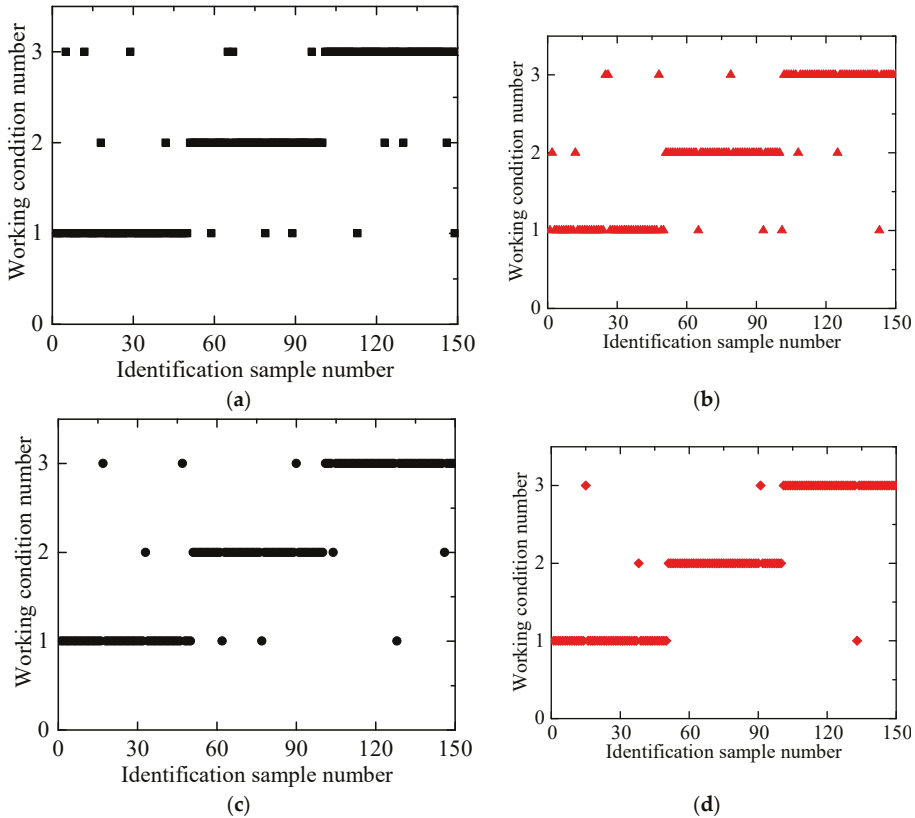 3
2
1
0
Working condition number
0 30 60 90 120 150
Identification sample number
(a)
3
2
1
0
Working condition number
0 30 60 90 120 150
Identification sample number
(b)
3
2
1
0
Working condition number
0 30 60 90 120 150
Identification sample number
(c)
3
2
1
0
Working condition number
0 30 60 90 120 150
Identification sample number
(d)